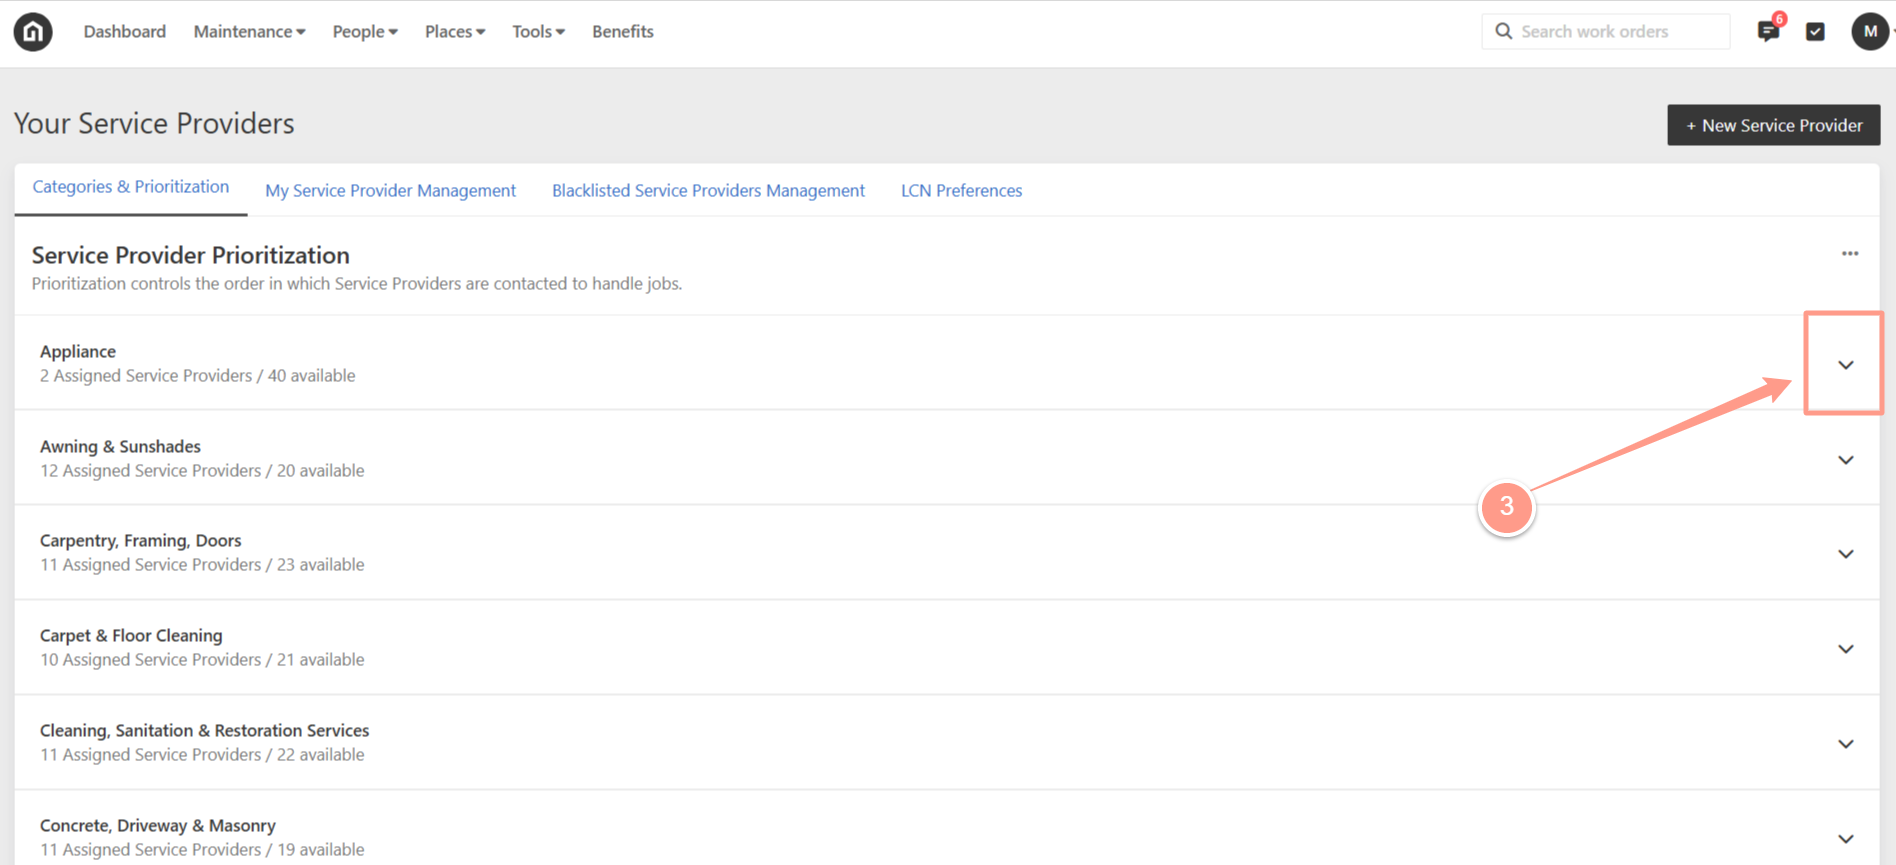 Dashboard Maintenance People Places Tools Benefits Search work orders 6 M
Your Service Providers
+ New Service Provider
Categories & Prioritization My Service Provider Management Blacklisted Service Providers Management LCN Preferences
Service Provider Prioritization
Prioritization controls the order in which Service Providers are contacted to handle jobs.
Appliance
2 Assigned Service Providers / 40 available
Awning & Sunshades
12 Assigned Service Providers / 20 available
3
Carpentry, Framing, Doors
11 Assigned Service Providers / 23 available
Carpet & Floor Cleaning
10 Assigned Service Providers / 21 available
Cleaning, Sanitation & Restoration Services
11 Assigned Service Providers / 22 available
Concrete, Driveway & Masonry
11 Assigned Service Providers / 19 available